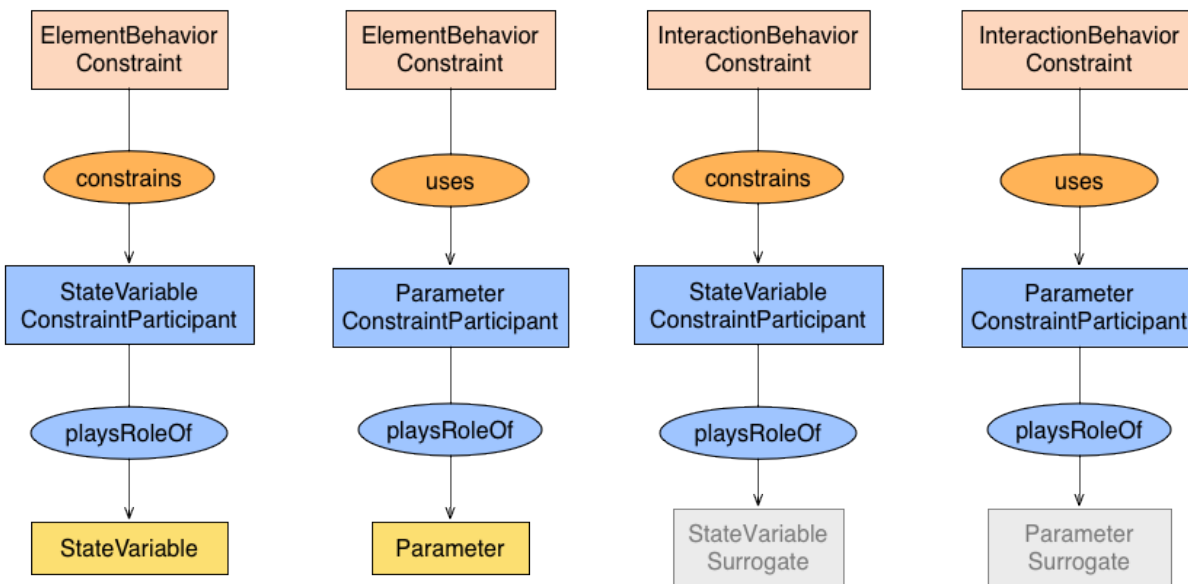 ElementBehavior
Constraint
constrains
StateVariable
ConstraintParticipant
playsRoleOf
StateVariable
ElementBehavior
Constraint
uses
Parameter
ConstraintParticipant
playsRoleOf
Parameter
InteractionBehavior
Constraint
constrains
StateVariable
ConstraintParticipant
playsRoleOf
StateVariable
Surrogate
InteractionBehavior
Constraint
uses
Parameter
ConstraintParticipant
playsRoleOf
Parameter
Surrogate